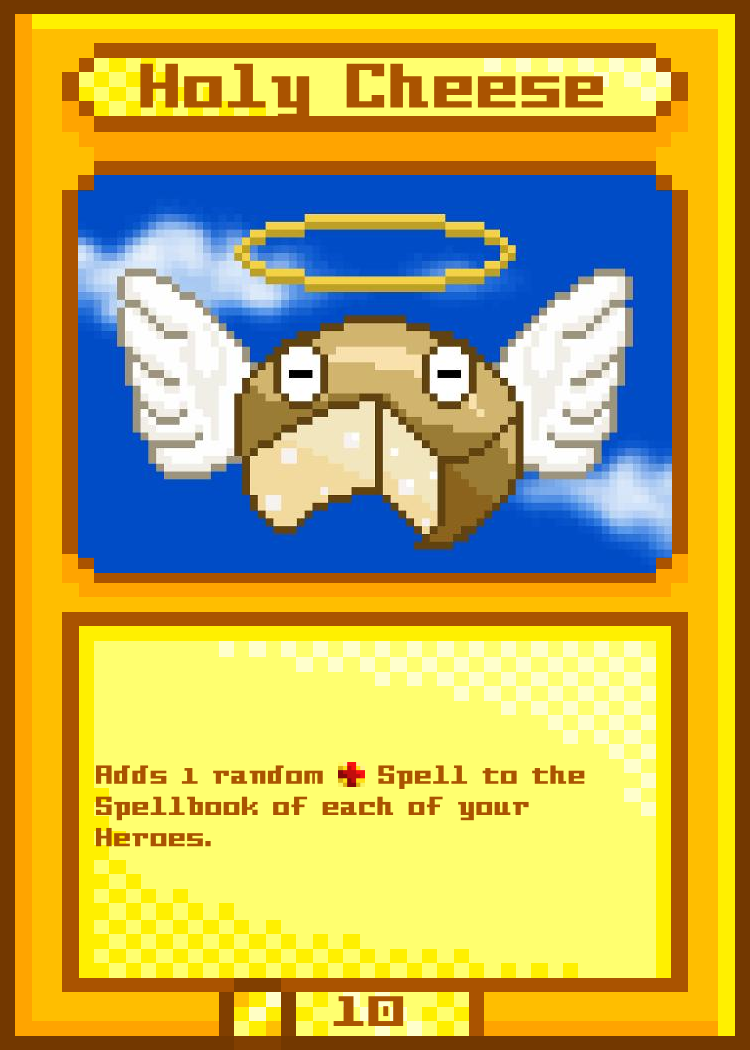 Holy Cheese
Adds 1 random Spell to the
Spellbook of each of your
Heroes.
10